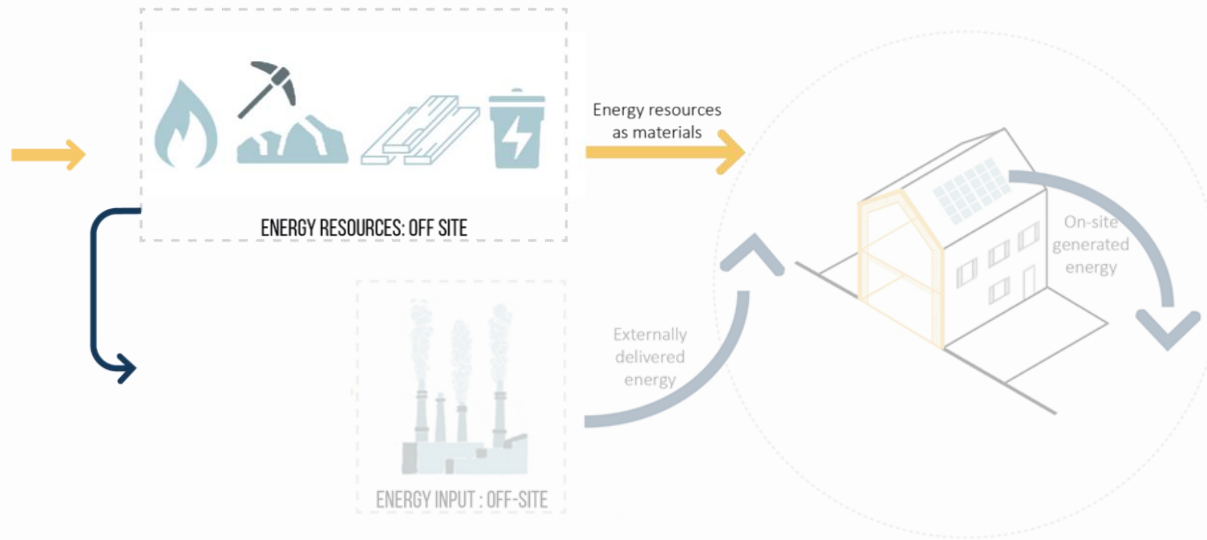 Energy resources
as materials
ENERGY RESOURCES: OFF SITE
On-site
generated
energy
Externally
delivered
energy
ENERGY INPUT : OFF-SITE